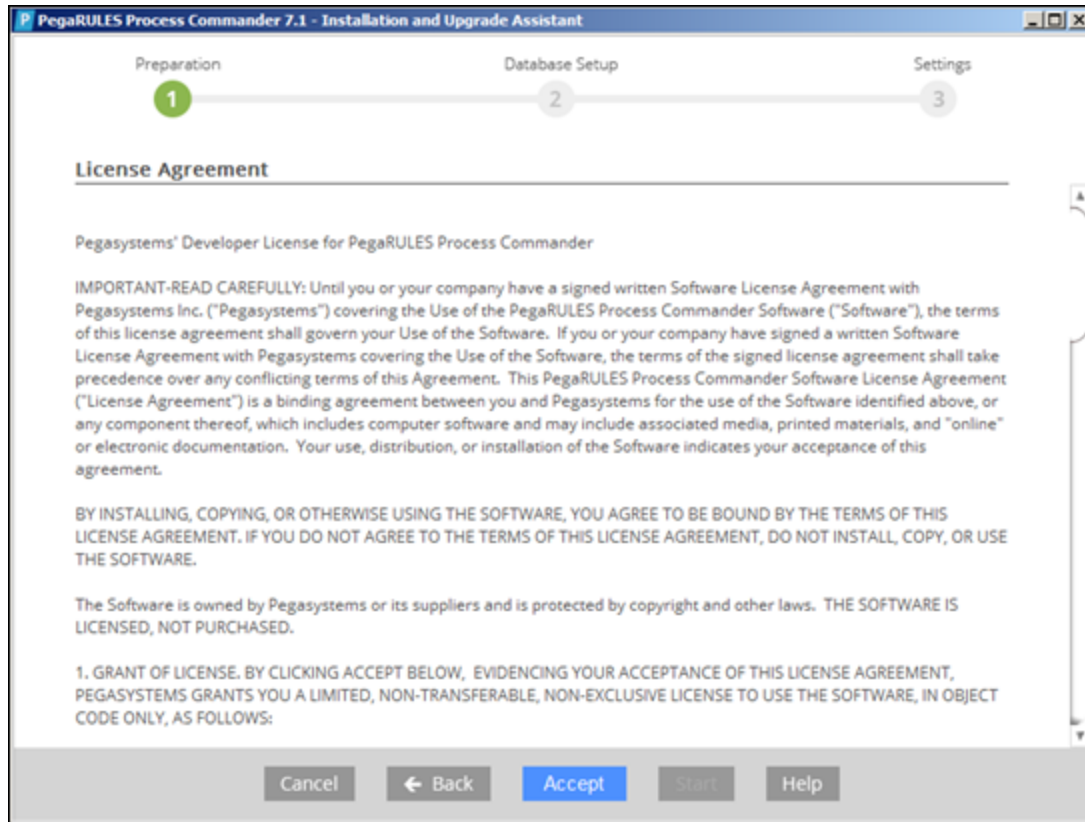 PegaRULES Process Commander 7.1 - Installation and Upgrade Assistant
Preparation Database Setup Settings
1 2 3
License Agreement
Pegasystems' Developer License for PegaRULES Process Commander
IMPORTANT-READ CAREFULLY: Until you or your company have a signed written Software License Agreement with
Pegasystems Inc. ("Pegasystems") covering the Use of the PegaRULES Process Commander Software ("Software"), the terms
of this license agreement shall govern your Use of the Software.  If you or your company have signed a written Software
License Agreement with Pegasystems covering the Use of the Software, the terms of the signed license agreement shall take
precedence over any conflicting terms of this Agreement.  This PegaRULES Process Commander Software License Agreement
("License Agreement") is a binding agreement between you and Pegasystems for the use of the Software identified above, or
any component thereof, which includes computer software and may include associated media, printed materials, and "online"
or electronic documentation.  Your use, distribution, or installation of the Software indicates your acceptance of this
agreement.
BY INSTALLING, COPYING, OR OTHERWISE USING THE SOFTWARE, YOU AGREE TO BE BOUND BY THE TERMS OF THIS
LICENSE AGREEMENT. IF YOU DO NOT AGREE TO THE TERMS OF THIS LICENSE AGREEMENT, DO NOT INSTALL, COPY, OR USE
THE SOFTWARE.
The Software is owned by Pegasystems or its suppliers and is protected by copyright and other laws.  THE SOFTWARE IS
LICENSED, NOT PURCHASED.
1. GRANT OF LICENSE. BY CLICKING ACCEPT BELOW,  EVIDENCING YOUR ACCEPTANCE OF THIS LICENSE AGREEMENT,
PEGASYSTEMS GRANTS YOU A LIMITED, NON-TRANSFERABLE, NON-EXCLUSIVE LICENSE TO USE THE SOFTWARE, IN OBJECT
CODE ONLY, AS FOLLOWS:
Cancel Back Accept Start Help